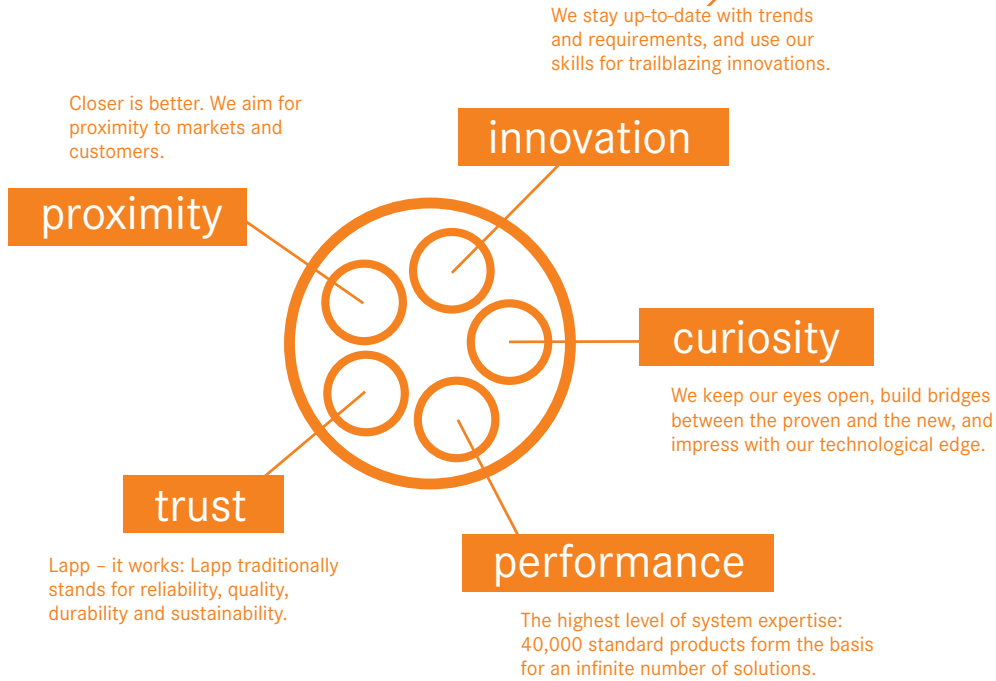 We stay up-to-date with trends
and requirements, and use our
skills for trailblazing innovations.
Closer is better. We aim for
proximity to markets and
customers.
innovation
proximity
curiosity
We keep our eyes open, build bridges
between the proven and the new, and
impress with our technological edge.
trust
Lapp – it works: Lapp traditionally
stands for reliability, quality,
durability and sustainability.
performance
The highest level of system expertise:
40,000 standard products form the basis
for an infinite number of solutions.